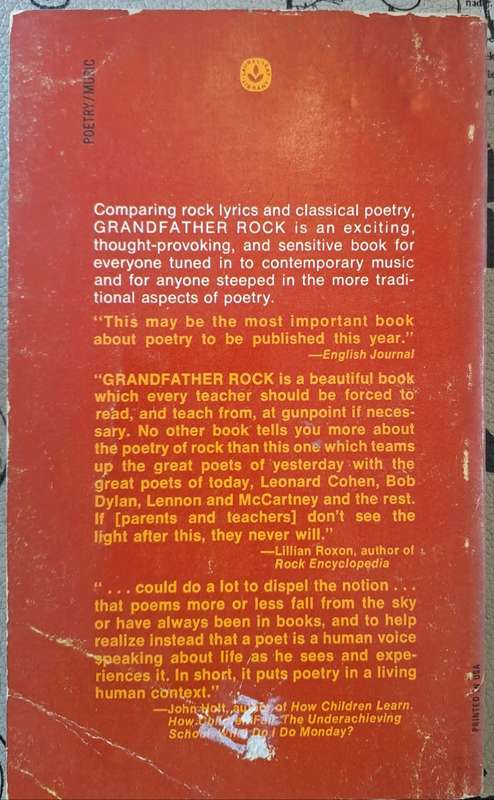 POETRY/MUSIC
LAUREL-LEAF
LIBRARY
Comparing rock lyrics and classical poetry,
GRANDFATHER ROCK is an exciting,
thought-provoking, and sensitive book for
everyone tuned in to contemporary music
and for anyone steeped in the more tradi-
tional aspects of poetry.
"This may be the most important book
about poetry to be published this year."
—English Journal
"GRANDFATHER ROCK is a beautiful book
which every teacher should be forced to
read, and teach from, at gunpoint if neces-
sary. No other book tells you more about
the poetry of rock than this one which teams
up the great poets of yesterday with the
great poets of today, Leonard Cohen, Bob
Dylan, Lennon and McCartney and the rest.
If [parents and teachers] don't see the
light after this, they never will."
—Lillian Roxon, author of
Rock Encyclopedia
" . . . could do a lot to dispel the notion . . .
that poems more or less fall from the sky
or have always been in books, and to help
realize instead that a poet is a human voice
speaking about life as he sees and expe-
riences it. In short, it puts poetry in a living
human context."
—John Holt, author of How Children Learn.
How Children Fail. The Underachieving
School. What Do I Do Monday?
PRINTED IN USA